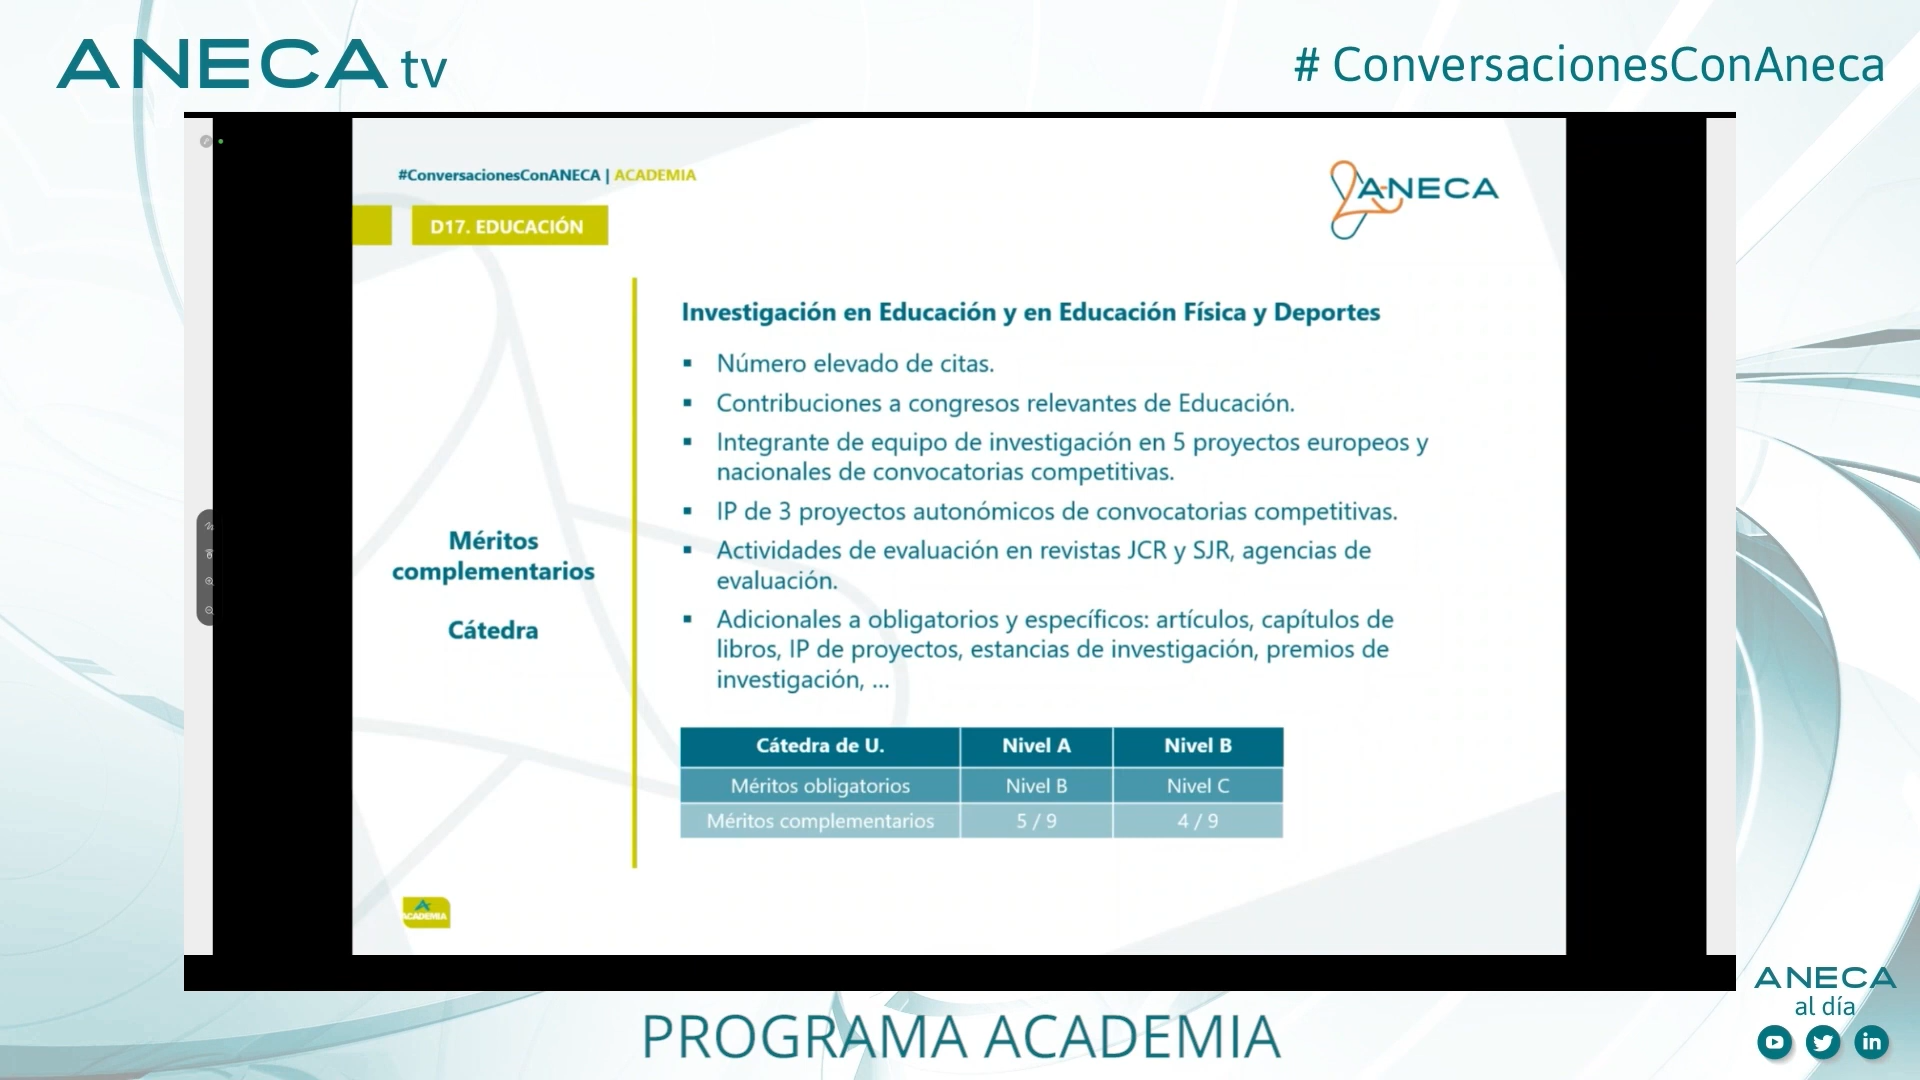 ANECA tv
# ConversacionesConAneca
#ConversacionesConANECA | ACADEMIA
ANECA
D17. EDUCACIÓN
Méritos
complementarios
Cátedra
Investigación en Educación y en Educación Física y Deportes
▪ Número elevado de citas.
▪ Contribuciones a congresos relevantes de Educación.
▪ Integrante de equipo de investigación en 5 proyectos europeos y
nacionales de convocatorias competitivas.
▪ IP de 3 proyectos autonómicos de convocatorias competitivas.
▪ Actividades de evaluación en revistas JCR y SJR, agencias de
evaluación.
▪ Adicionales a obligatorios y específicos: artículos, capítulos de
libros, IP de proyectos, estancias de investigación, premios de
investigación, ...
Cátedra de U. Nivel A Nivel B
Méritos obligatorios Nivel B Nivel C
Méritos complementarios 5 / 9 4 / 9
ACADEMIA
PROGRAMA ACADEMIA
ANECA
al día
in